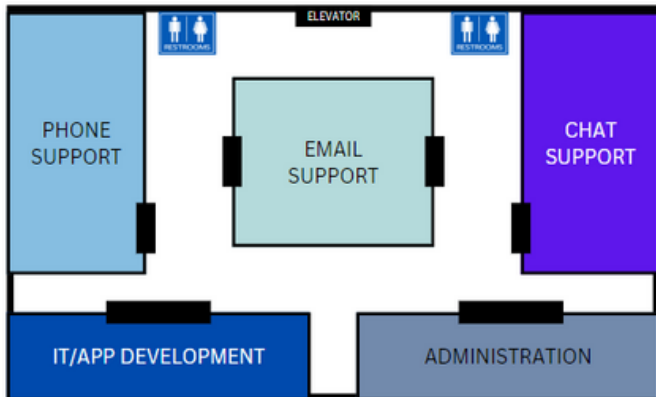 ELEVATOR
RESTROOMS
RESTROOMS
PHONE
SUPPORT
EMAIL
SUPPORT
CHAT
SUPPORT
IT/APP DEVELOPMENT
ADMINISTRATION